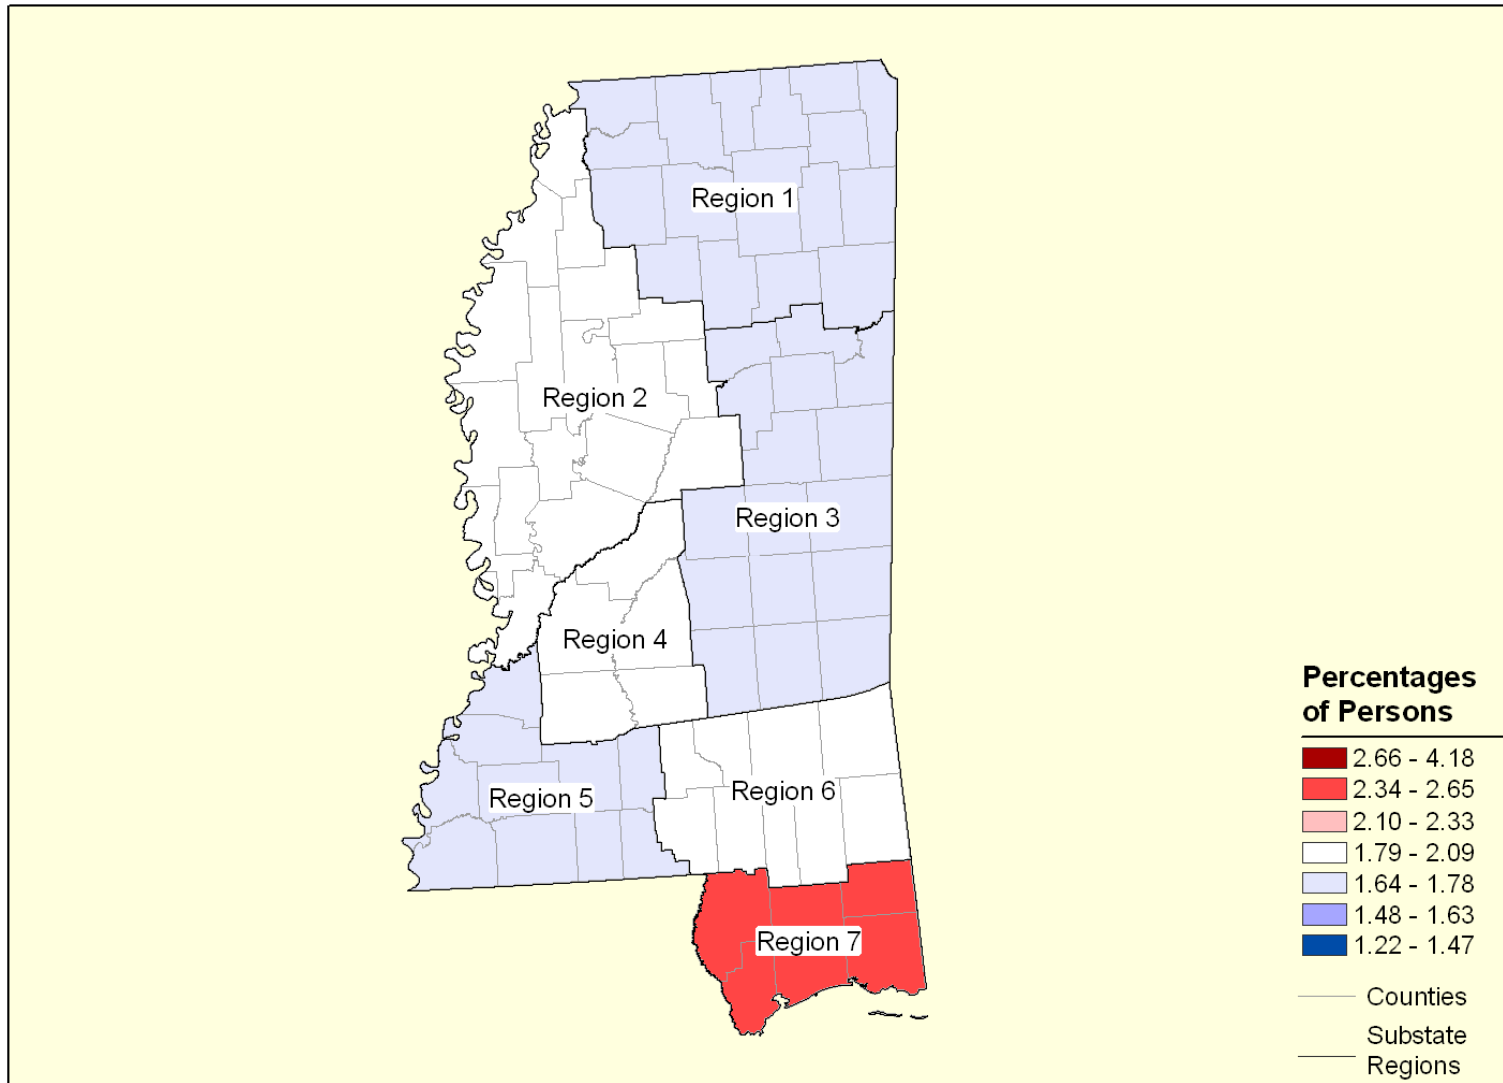 Region 1
Region 2
Region 3
Region 4
Region 5
Region 6
Region 7
Percentages
of Persons
2.66 - 4.18
2.34 - 2.65
2.10 - 2.33
1.79 - 2.09
1.64 - 1.78
1.48 - 1.63
1.22 - 1.47
Counties
Substate
Regions